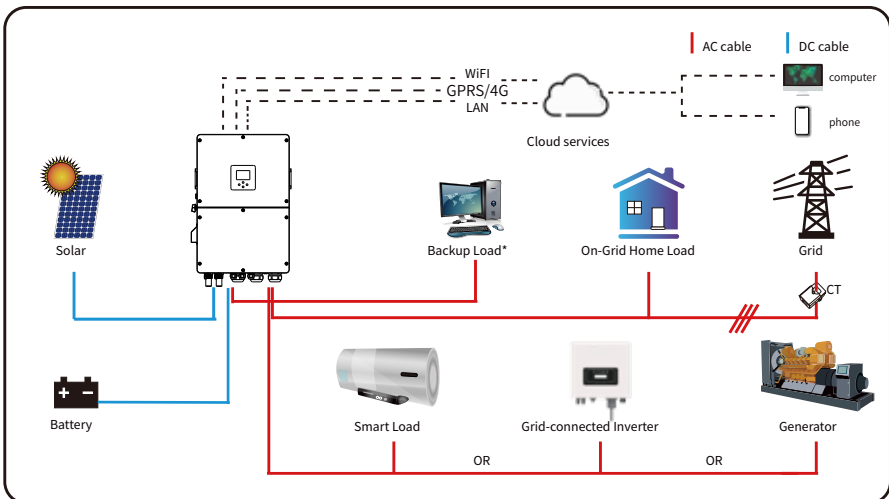 AC cable
DC cable
WiFI
GPRS/4G
LAN
computer
phone
Cloud services
Solar
Backup Load*
On-Grid Home Load
Grid
CT
Battery
Smart Load
Grid-connected Inverter
Generator
OR
OR